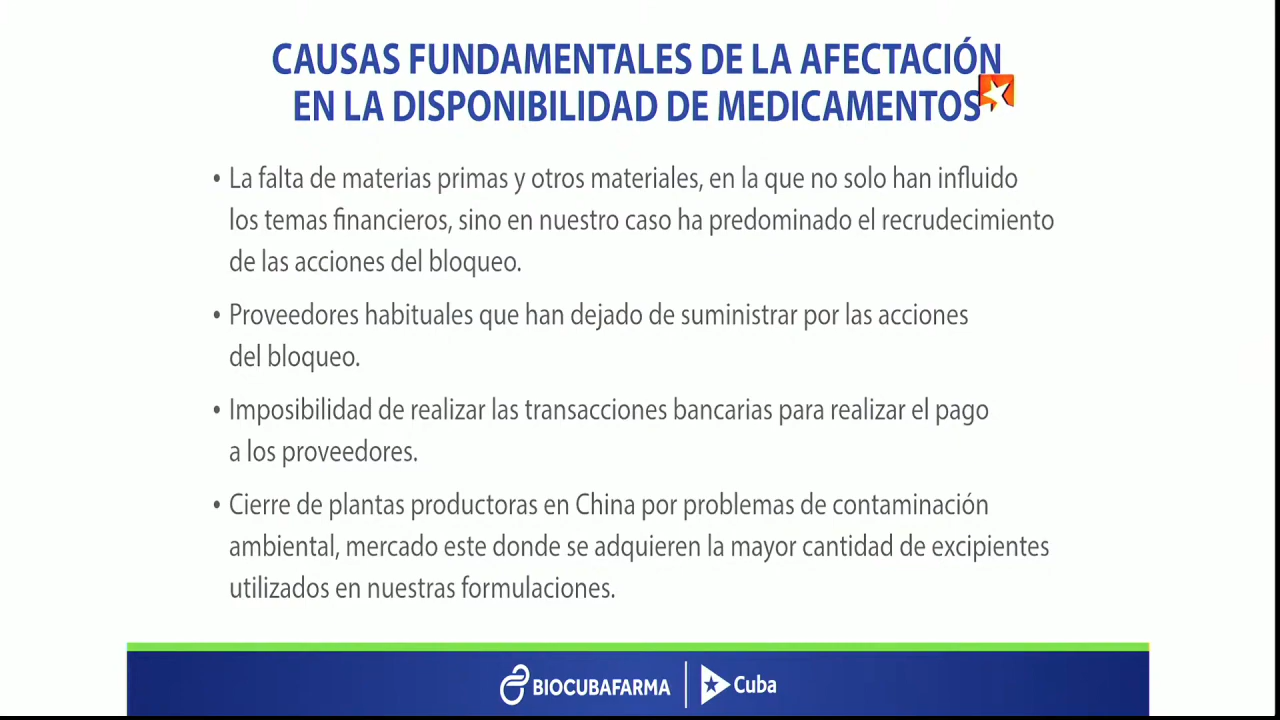 CAUSAS FUNDAMENTALES DE LA AFECTACIÓN
EN LA DISPONIBILIDAD DE MEDICAMENTOS
• La falta de materias primas y otros materiales, en la que no solo han influido
los temas financieros, sino en nuestro caso ha predominado el recrudecimiento
de las acciones del bloqueo.
• Proveedores habituales que han dejado de suministrar por las acciones
del bloqueo.
• Imposibilidad de realizar las transacciones bancarias para realizar el pago
a los proveedores.
• Cierre de plantas productoras en China por problemas de contaminación
ambiental, mercado este donde se adquieren la mayor cantidad de excipientes
utilizados en nuestras formulaciones.
BIOCUBAFARMA Cuba